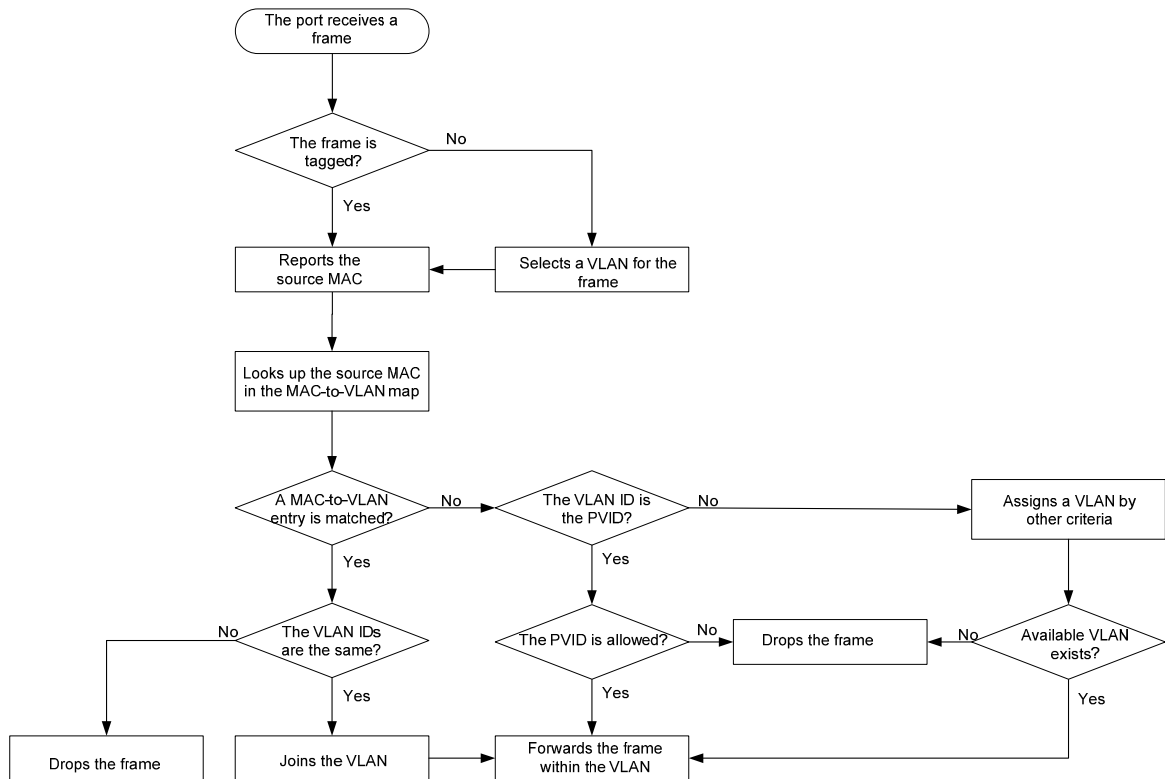 The port receives a
frame
The frame is
tagged?
No
Yes
Reports the
source MAC
Selects a VLAN for the
frame
Looks up the source MAC
in the MAC-to-VLAN map
A MAC-to-VLAN
entry is matched?
No
The VLAN ID is
the PVID?
No
Assigns a VLAN by
other criteria
Yes
Yes
No
The VLAN IDs
are the same?
The PVID is allowed?
No
Drops the frame
No
Available VLAN
exists?
Yes
Yes
Yes
Drops the frame
Joins the VLAN
Forwards the frame
within the VLAN